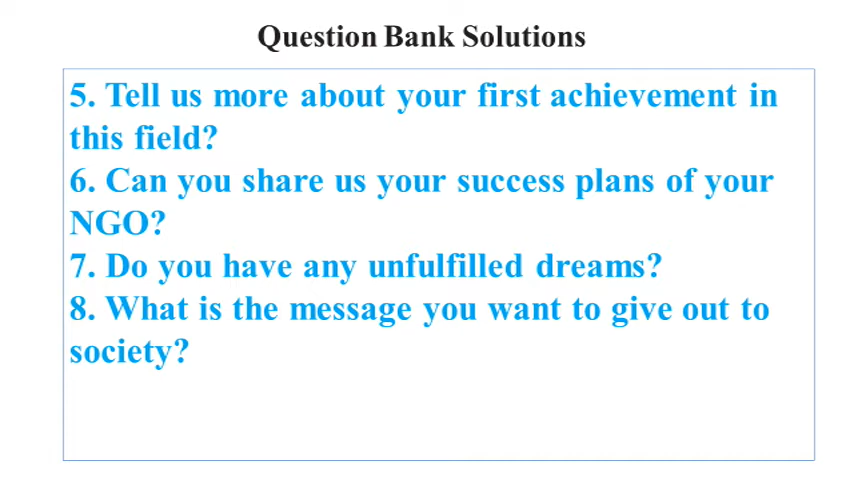 Question Bank Solutions
5. Tell us more about your first achievement in
this field?
6. Can you share us your success plans of your
NGO?
7. Do you have any unfulfilled dreams?
8. What is the message you want to give out to
society?